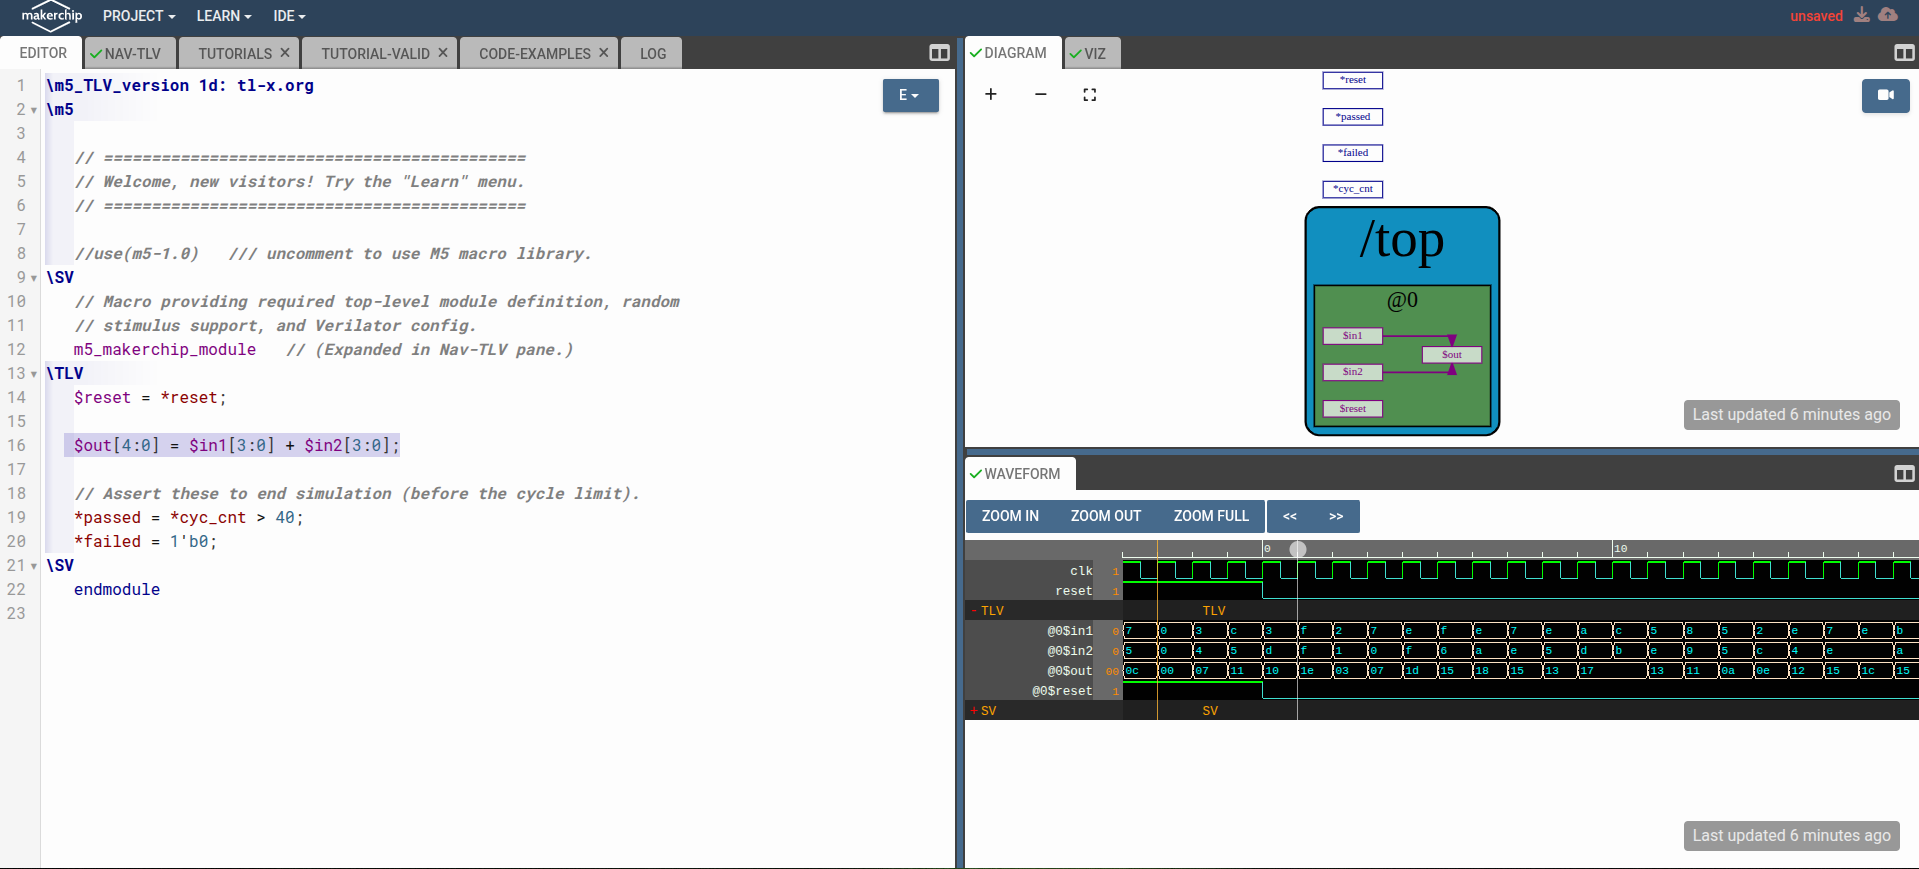 makerchip PROJECT LEARN IDE unsaved
EDITOR NAV-TLV TUTORIALS TUTORIAL-VALID CODE-EXAMPLES LOG
E
1 \m5_TLV_version 1d: tl-x.org
2 \m5
3
4 // ============================================
5 // Welcome, new visitors! Try the "Learn" menu.
6 // ============================================
7
8 //use(m5-1.0) /// uncomment to use M5 macro library.
9 \SV
10 // Macro providing required top-level module definition, random
11 // stimulus support, and Verilator config.
12 m5_makerchip_module // (Expanded in Nav-TLV pane.)
13 \TLV
14 $reset = *reset;
15
16 $out[4:0] = $in1[3:0] + $in2[3:0];
17
18 // Assert these to end simulation (before the cycle limit).
19 *passed = *cyc_cnt > 40;
20 *failed = 1'b0;
21 \SV
22 endmodule
23
DIAGRAM VIZ
+ −
*reset
*passed
*failed
*cyc_cnt
/top
@0
$in1
$out
$in2
$reset
Last updated 6 minutes ago
WAVEFORM
ZOOM IN ZOOM OUT ZOOM FULL << >>
0 10
clk 1
reset 1
- TLV TLV
@0$in1 0 7 0 3 c 3 f 2 7 e f e 7 e a c 5 8 5 2 e 7 e b
@0$in2 0 5 0 4 5 d f 1 0 f 6 a e 5 d b e 9 5 c 4 e a
@0$out 00 0c 00 07 11 10 1e 03 07 1d 15 18 15 13 17 13 11 0a 0e 12 15 1c 15
@0$reset 1
+ SV SV
Last updated 6 minutes ago